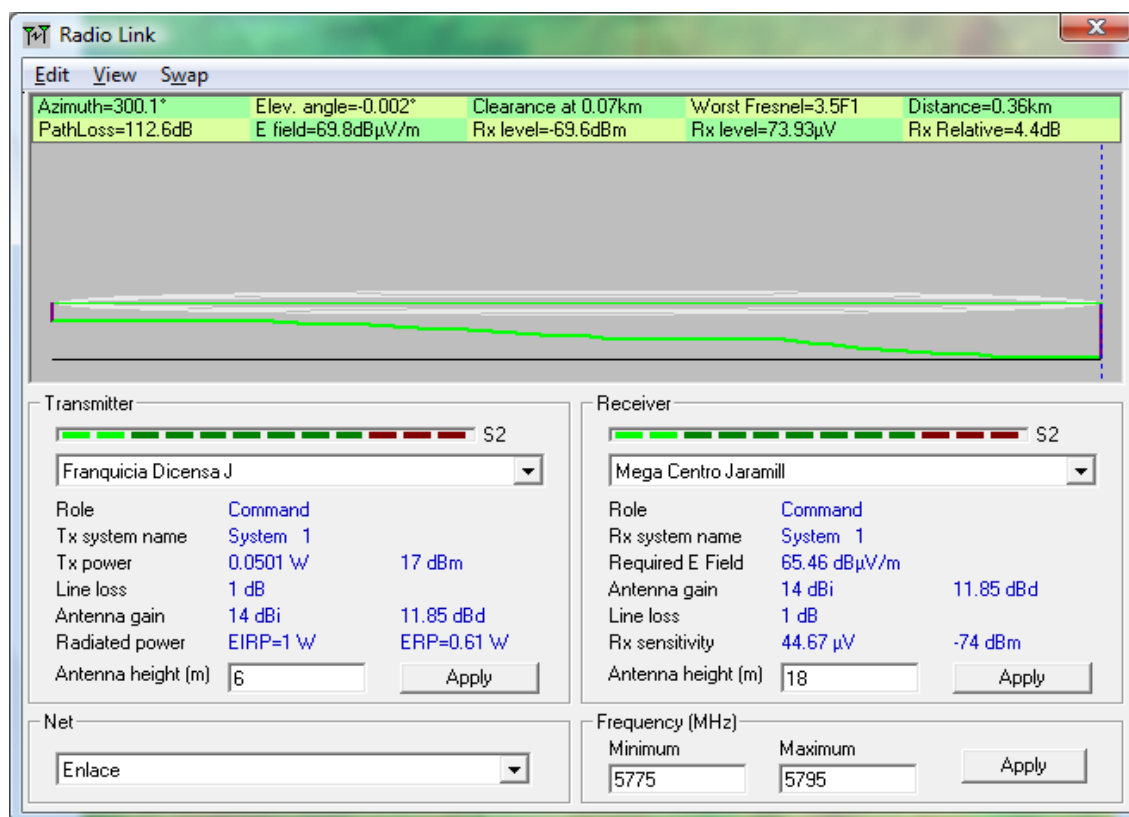 Radio Link
Edit View Swap
Azimuth=300.1° Elev. angle=-0.002° Clearance at 0.07km Worst Fresnel=3.5F1 Distance=0.36km
PathLoss=112.6dB E field=69.8dBμV/m Rx level=-69.6dBm Rx level=73.93μV Rx Relative=4.4dB
Transmitter
S2
Franquicia Dicensa J
Role Command
Tx system name System 1
Tx power 0.0501 W 17 dBm
Line loss 1 dB
Antenna gain 14 dBi 11.85 dBd
Radiated power EIRP=1 W ERP=0.61 W
Antenna height (m) 6 Apply
Net
Enlace
Receiver
S2
Mega Centro Jaramill
Role Command
Rx system name System 1
Required E Field 65.46 dBμV/m
Antenna gain 14 dBi 11.85 dBd
Line loss 1 dB
Rx sensitivity 44.67 μV -74 dBm
Antenna height (m) 18 Apply
Frequency (MHz)
Minimum Maximum
5775 5795 Apply